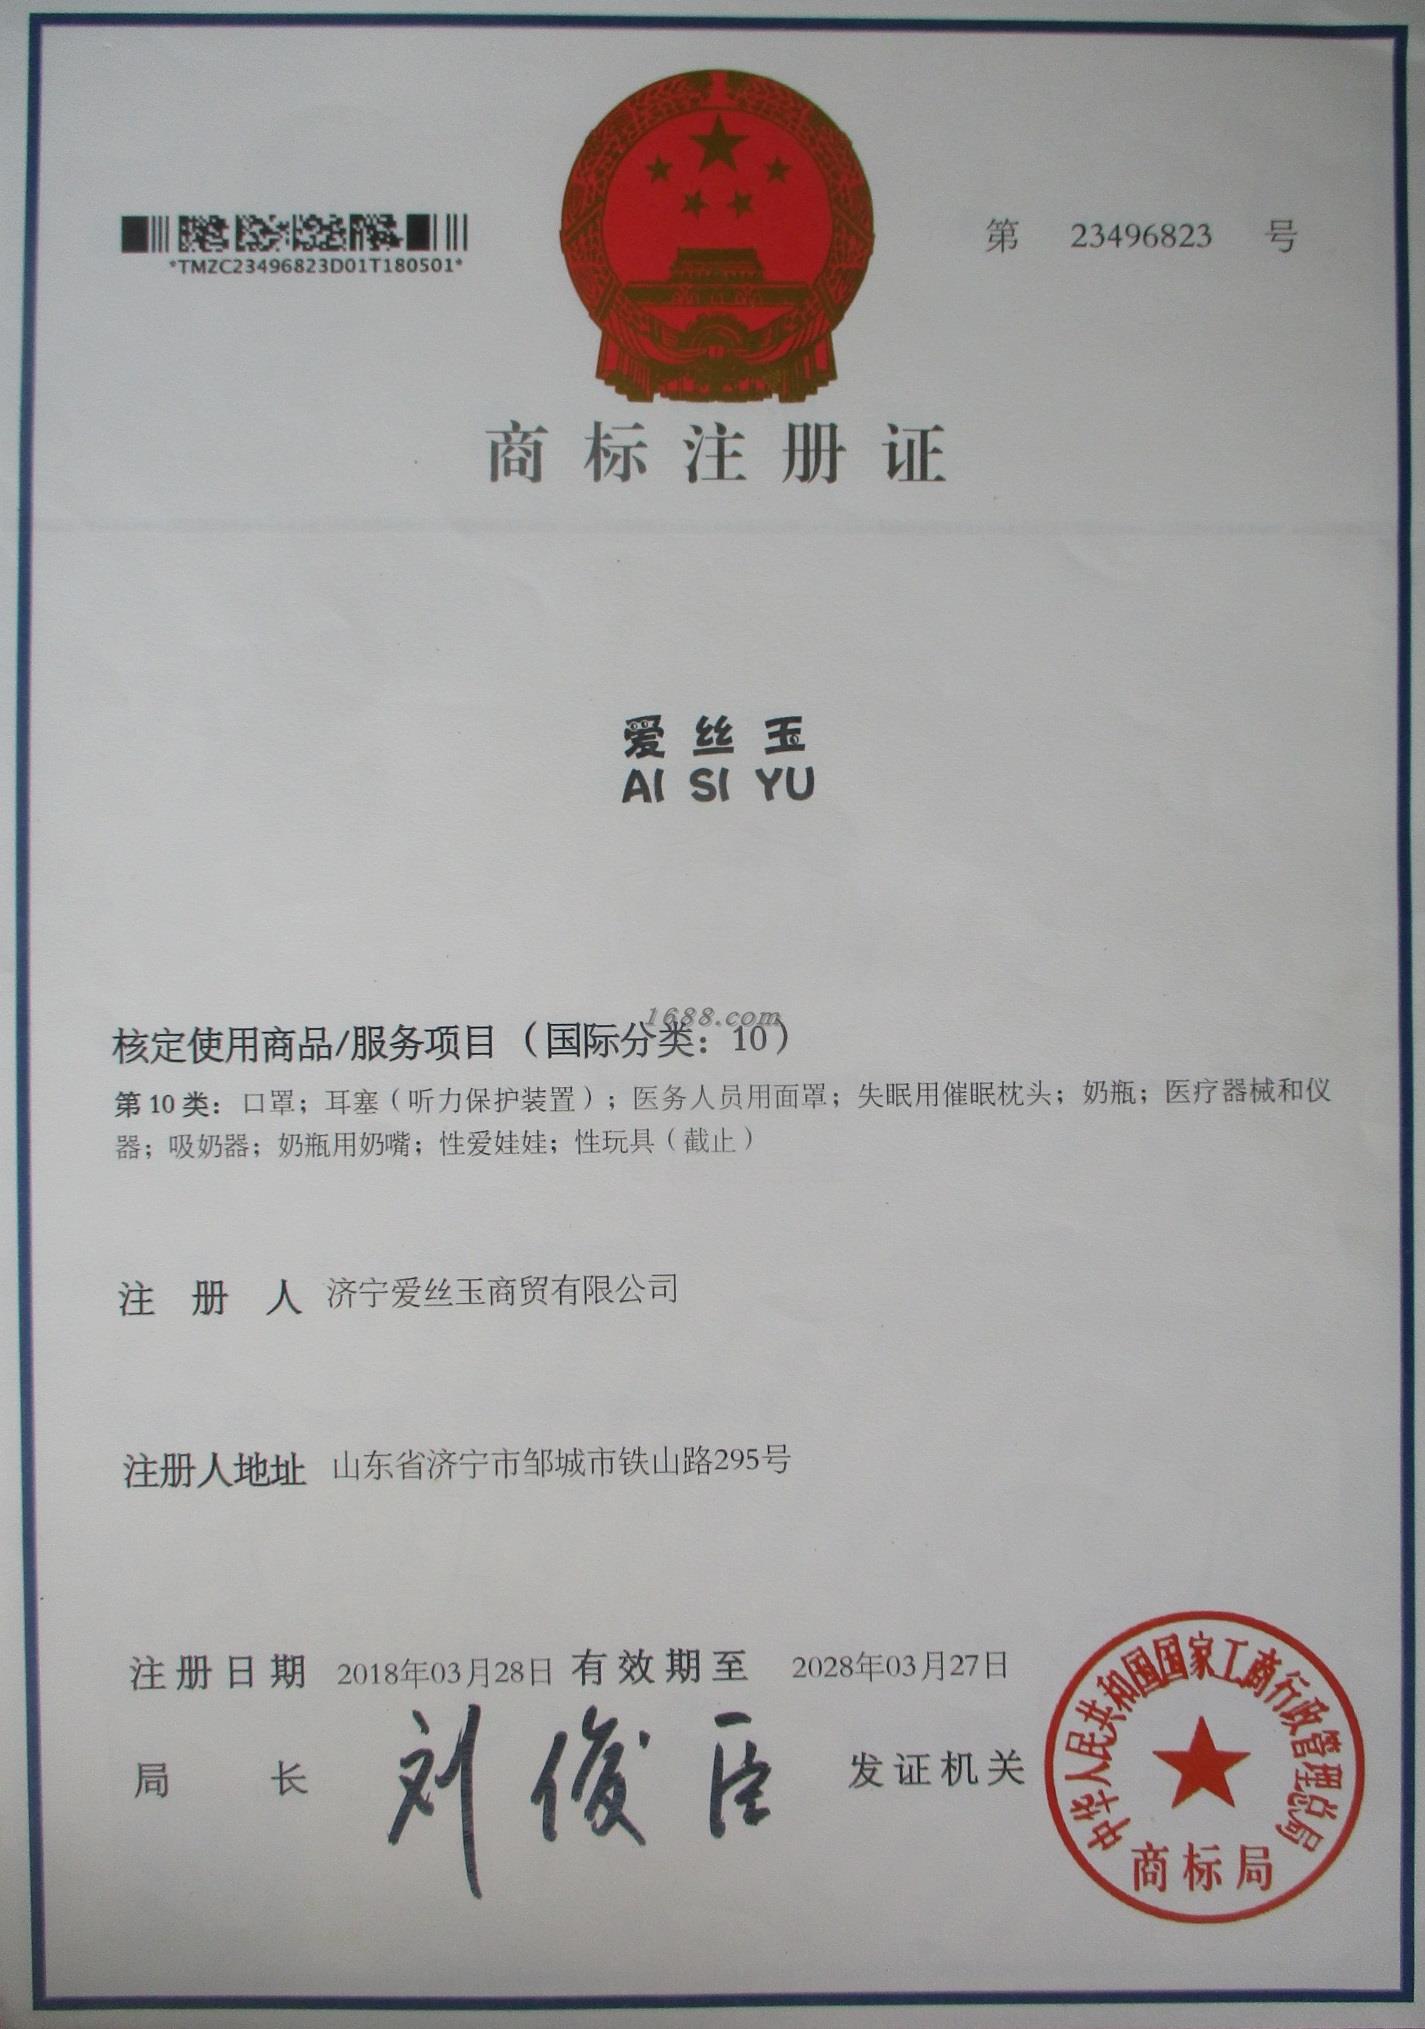 *TMZC23496823D01T180501*
第 23496823 号
商标注册证
爱丝玉
AI SI YU
1688.com
核定使用商品/服务项目（国际分类：10）
第10类：口罩；耳塞（听力保护装置）；医务人员用面罩；失眠用催眠枕头；奶瓶；医疗器械和仪
器；吸奶器；奶瓶用奶嘴；性爱娃娃；性玩具（截止）
注册人 济宁爱丝玉商贸有限公司
注册人地址 山东省济宁市邹城市铁山路295号
注册日期 2018年03月28日 有效期至 2028年03月27日
局长 刘俊臣 发证机关
中华人民共和国国家工商行政管理总局
商标局